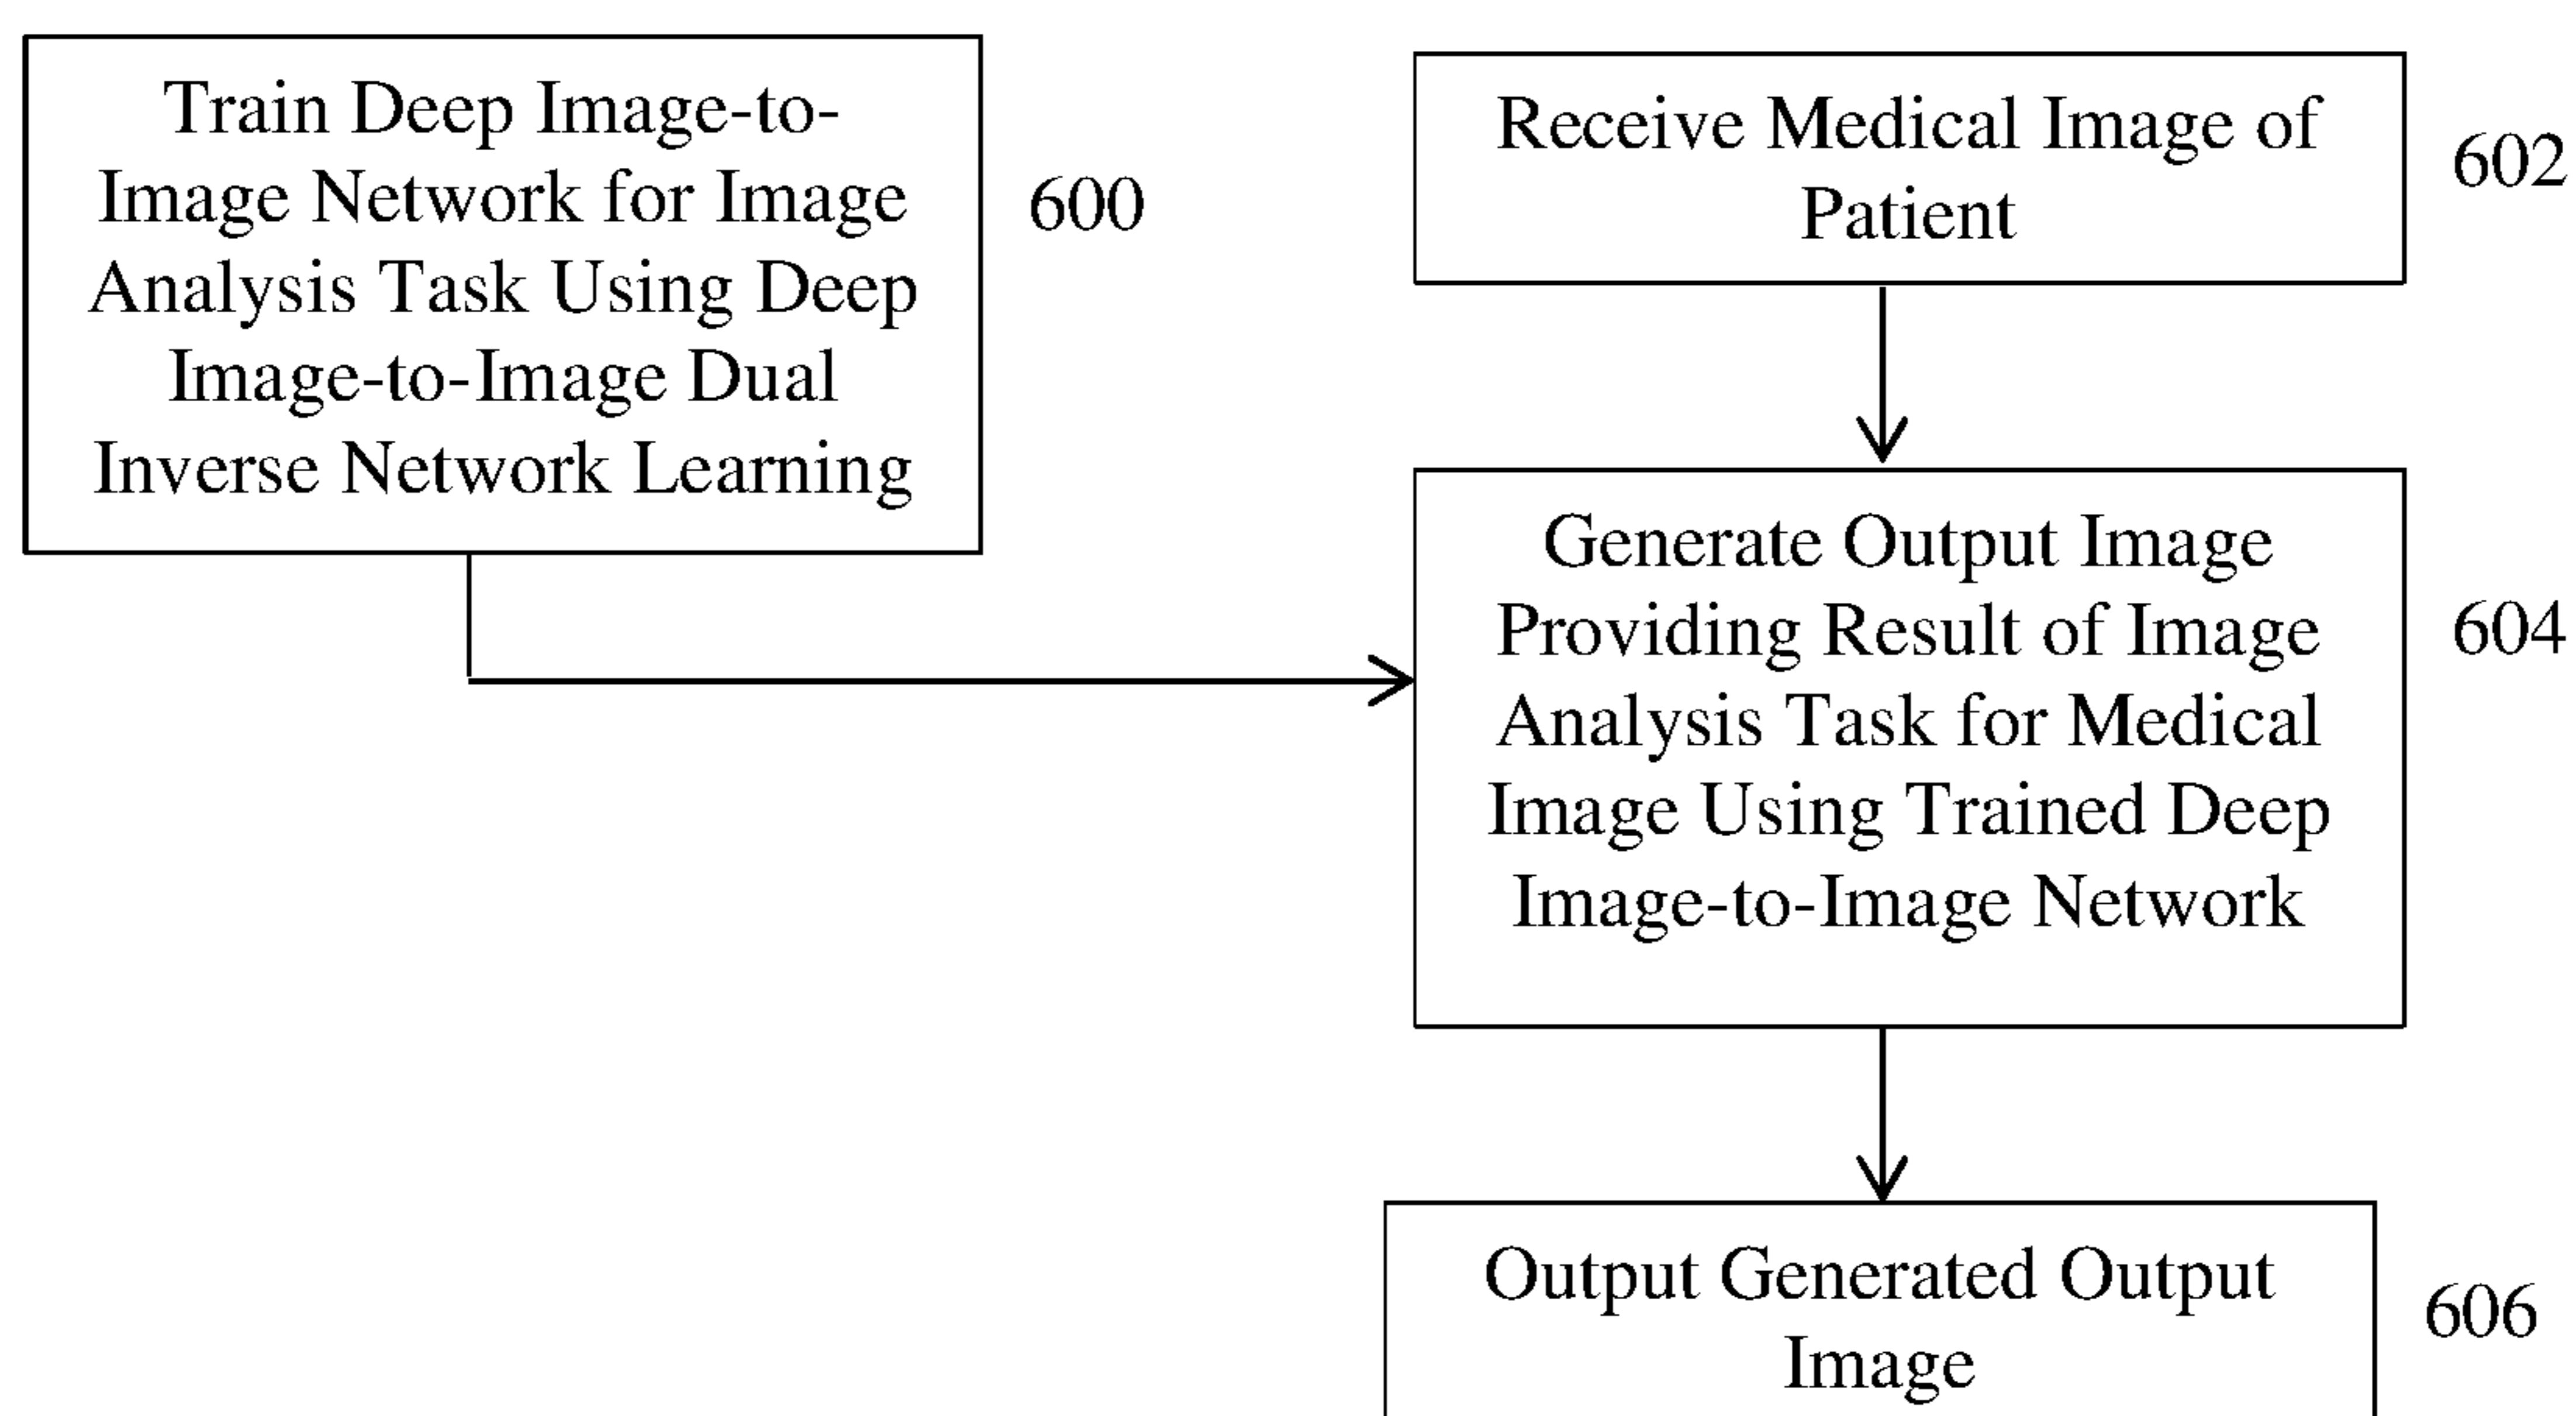 Train Deep Image-to-
Image Network for Image
Analysis Task Using Deep
Image-to-Image Dual
Inverse Network Learning
600
Receive Medical Image of
Patient
602
Generate Output Image
Providing Result of Image
Analysis Task for Medical
Image Using Trained Deep
Image-to-Image Network
604
Output Generated Output
Image
606